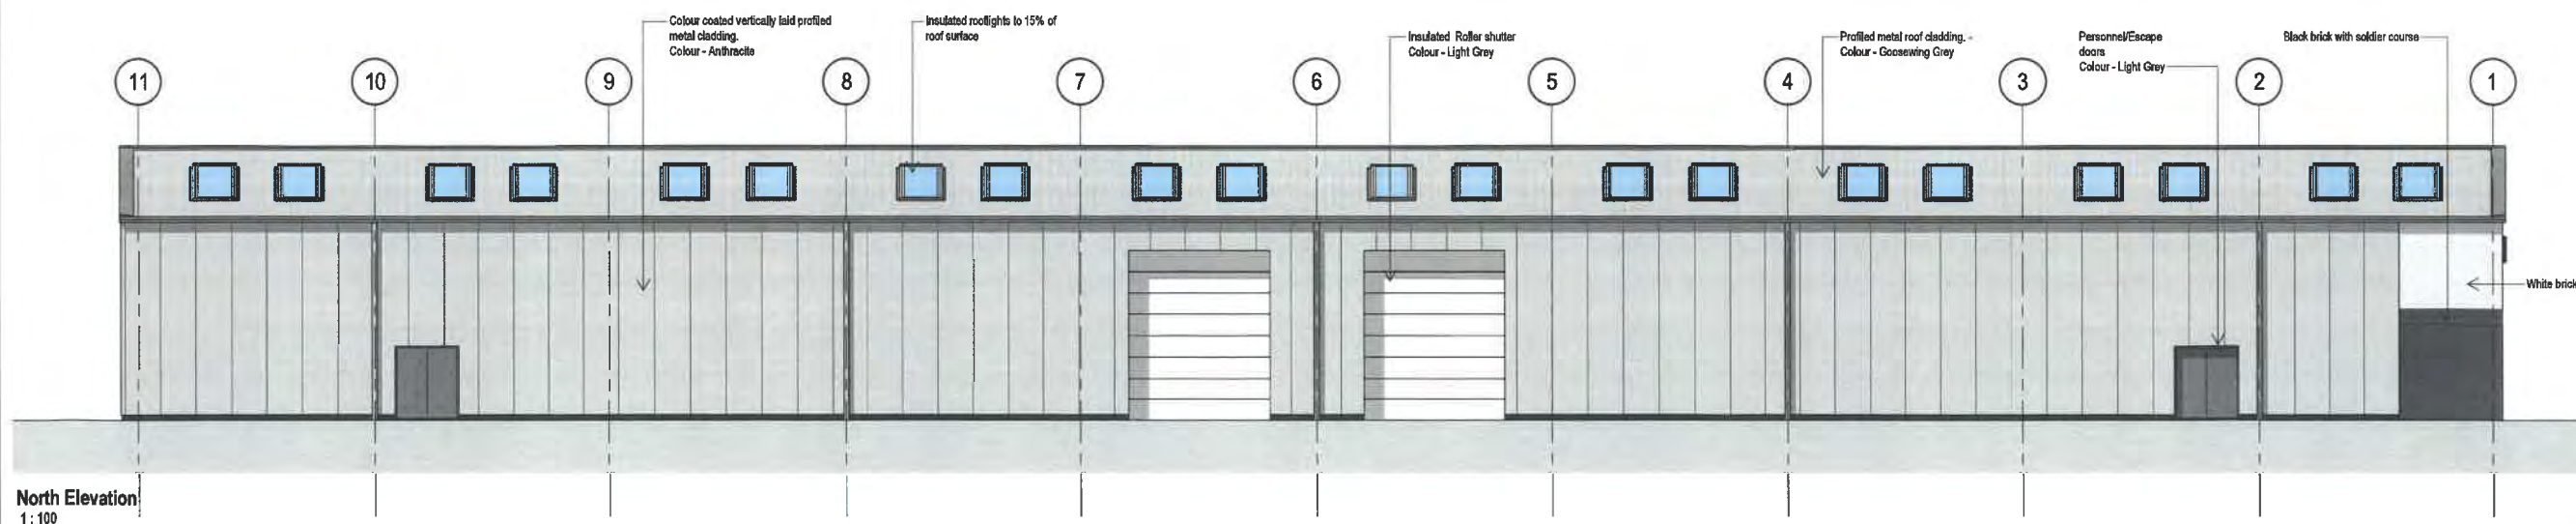 Colour coated vertically laid profiled
metal cladding.
Colour - Anthracite
Insulated rooflights to 15% of
roof surface
Insulated Roller shutter
Colour - Light Grey
Profiled metal roof cladding. -
Colour - Goosewing Grey
Personnel/Escape
doors
Colour - Light Grey
Black brick with soldier course
11
10
9
8
7
6
5
4
3
2
1
White brick
North Elevation
1 : 100